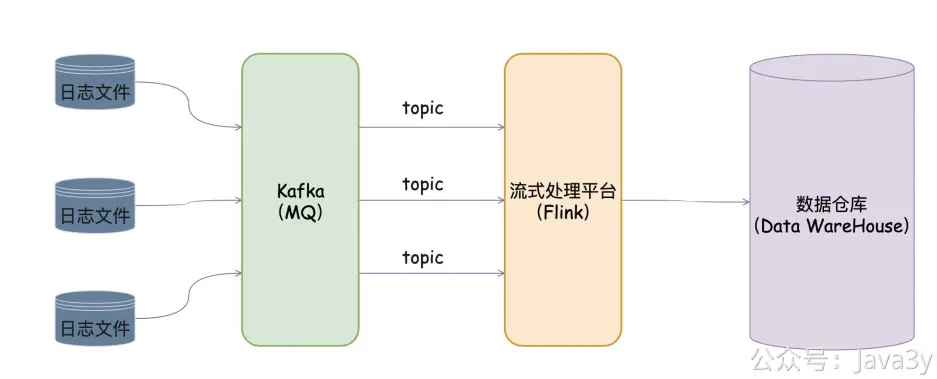 日志文件
日志文件
日志文件
Kafka
(MQ)
topic
topic
topic
流式处理平台
(Flink)
数据仓库
(Data WareHouse)
公众号：Java3y